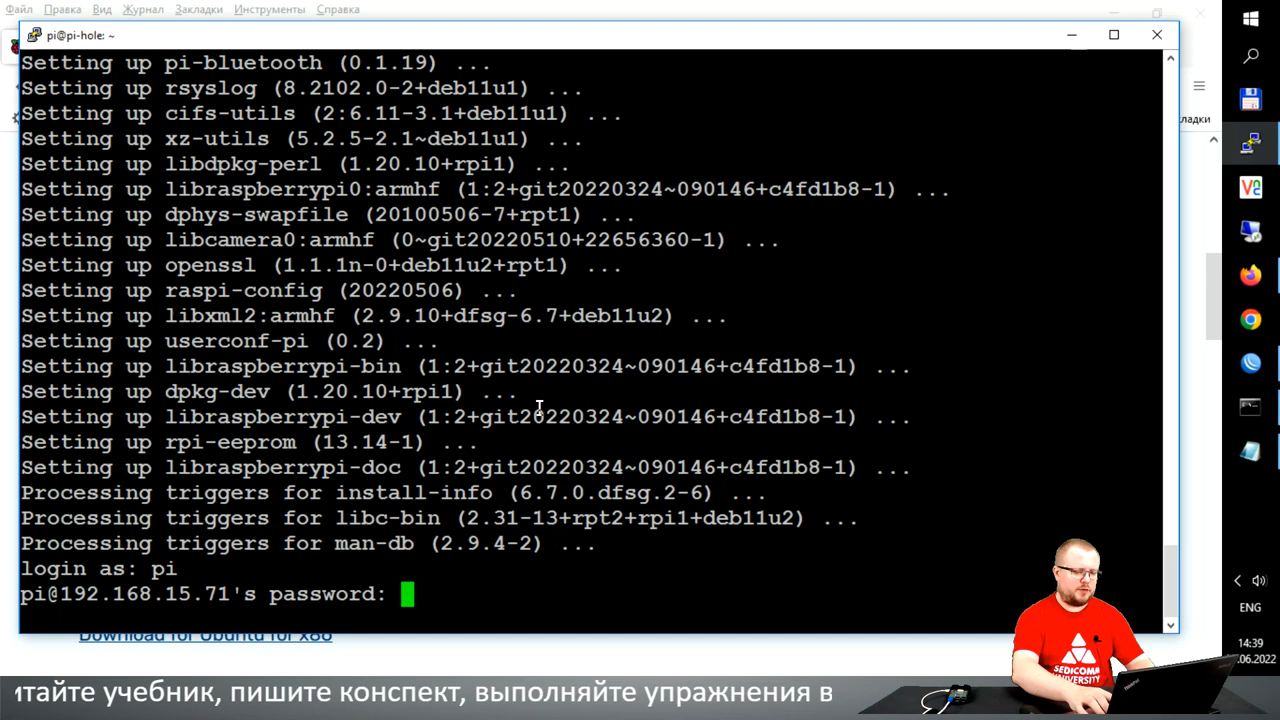 Файл Правка Вид Журнал Закладки Инструменты Справка
pi@pi-hole: ~
Setting up pi-bluetooth (0.1.19) ...
Setting up rsyslog (8.2102.0-2+deb11u1) ...
Setting up cifs-utils (2:6.11-3.1+deb11u1) ...
Setting up xz-utils (5.2.5-2.1~deb11u1) ...
Setting up libdpkg-perl (1.20.10+rpi1) ...
Setting up libraspberrypi0:armhf (1:2+git20220324~090146+c4fd1b8-1) ...
Setting up dphys-swapfile (20100506-7+rpt1) ...
Setting up libcamera0:armhf (0~git20220510+22656360-1) ...
Setting up openssl (1.1.1n-0+deb11u2+rpt1) ...
Setting up raspi-config (20220506) ...
Setting up libxml2:armhf (2.9.10+dfsg-6.7+deb11u2) ...
Setting up userconf-pi (0.2) ...
Setting up libraspberrypi-bin (1:2+git20220324~090146+c4fd1b8-1) ...
Setting up dpkg-dev (1.20.10+rpi1) ...
Setting up libraspberrypi-dev (1:2+git20220324~090146+c4fd1b8-1) ...
Setting up rpi-eeprom (13.14-1) ...
Setting up libraspberrypi-doc (1:2+git20220324~090146+c4fd1b8-1) ...
Processing triggers for install-info (6.7.0.dfsg.2-6) ...
Processing triggers for libc-bin (2.31-13+rpt2+rpi1+deb11u2) ...
Processing triggers for man-db (2.9.4-2) ...
login as: pi
pi@192.168.15.71's password:
кладки
Download for Ubuntu for x86
ENG
14:39
.06.2022
SEDICOMM
UNIVERSITY
итайте учебник, пишите конспект, выполняйте упражнения в